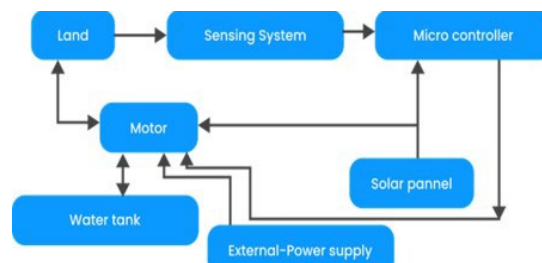 Land
Sensing System
Micro controller
Motor
Solar pannel
Water tank
External-Power supply